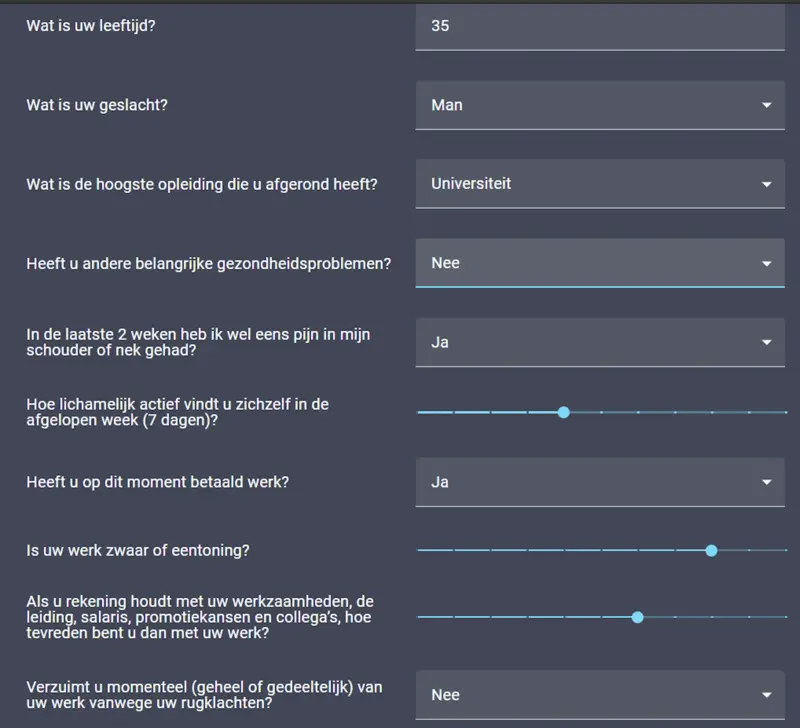 Wat is uw leeftijd?
35
Wat is uw geslacht?
Man
Wat is de hoogste opleiding die u afgerond heeft?
Universiteit
Heeft u andere belangrijke gezondheidsproblemen?
Nee
In de laatste 2 weken heb ik wel eens pijn in mijn
schouder of nek gehad?
Ja
Hoe lichamelijk actief vindt u zichzelf in de
afgelopen week (7 dagen)?
Heeft u op dit moment betaald werk?
Ja
Is uw werk zwaar of eentoning?
Als u rekening houdt met uw werkzaamheden, de
leiding, salaris, promotiekansen en collega's, hoe
tevreden bent u dan met uw werk?
Verzuimt u momenteel (geheel of gedeeltelijk) van
uw werk vanwege uw rugklachten?
Nee